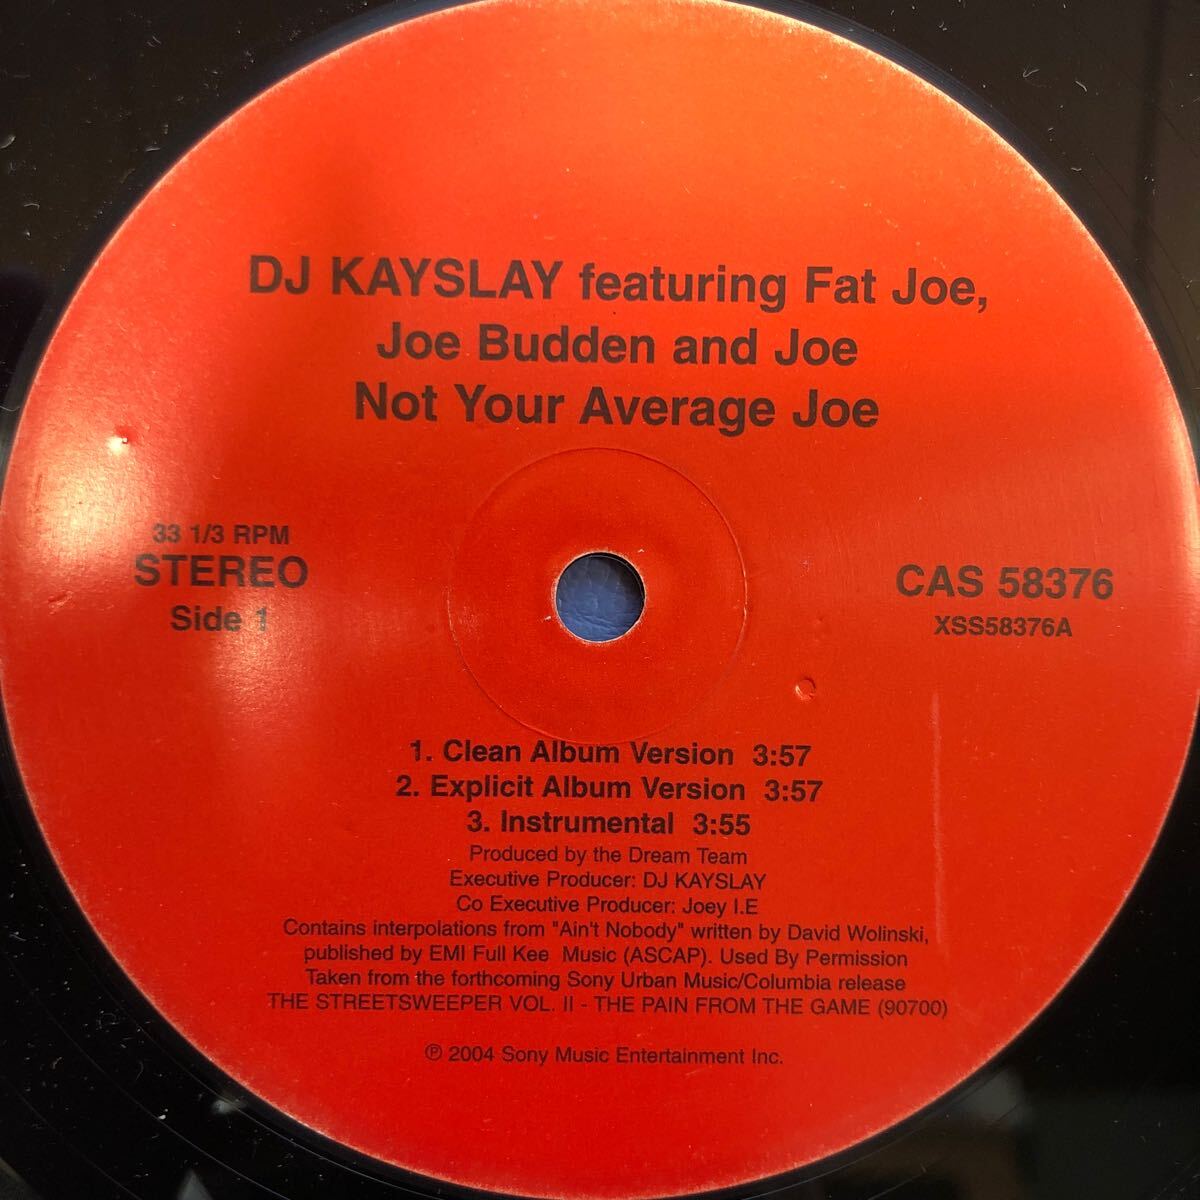 DJ KAYSLAY featuring Fat Joe,
Joe Budden and Joe
Not Your Average Joe
33 1/3 RPM
STEREO
Side 1
CAS 58376
XSS58376A
1. Clean Album Version 3:57
2. Explicit Album Version 3:57
3. Instrumental 3:55
Produced by the Dream Team
Executive Producer: DJ KAYSLAY
Co Executive Producer: Joey I.E
Contains interpolations from "Ain't Nobody" written by David Wolinski,
published by EMI Full Kee Music (ASCAP). Used By Permission
Taken from the forthcoming Sony Urban Music/Columbia release
THE STREETSWEEPER VOL. II - THE PAIN FROM THE GAME (90700)
℗ 2004 Sony Music Entertainment Inc.